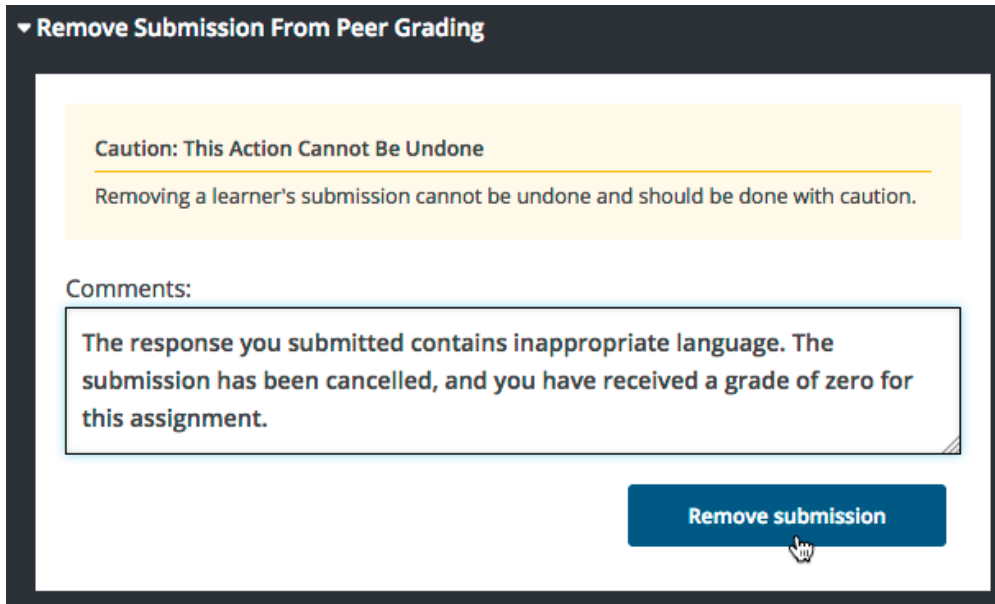 Remove Submission From Peer Grading
Caution: This Action Cannot Be Undone
Removing a learner's submission cannot be undone and should be done with caution.
Comments:
The response you submitted contains inappropriate language. The
submission has been cancelled, and you have received a grade of zero for
this assignment.
Remove submission